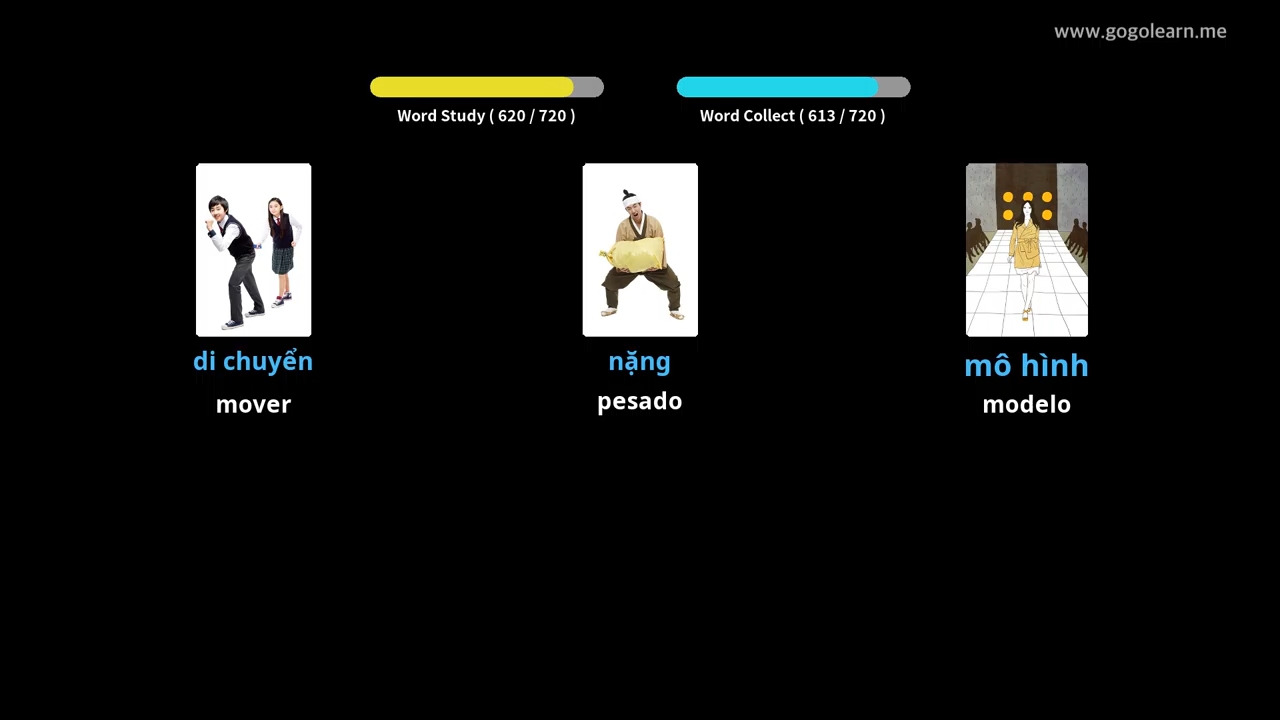 www.gogolearn.me
Word Study ( 620 / 720 )
Word Collect ( 613 / 720 )
di chuyển
mover
nặng
pesado
mô hình
modelo